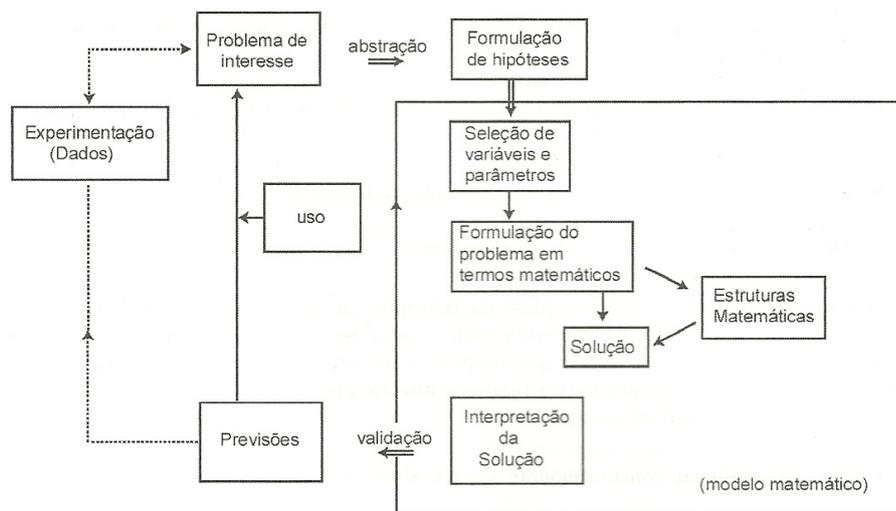 Problema de
interesse
abstração
Formulação
de hipóteses
Experimentação
(Dados)
Seleção de
variáveis e
parâmetros
uso
Formulação do
problema em
termos matemáticos
Estruturas
Matemáticas
Solução
Previsões
validação
Interpretação
da
Solução
(modelo matemático)